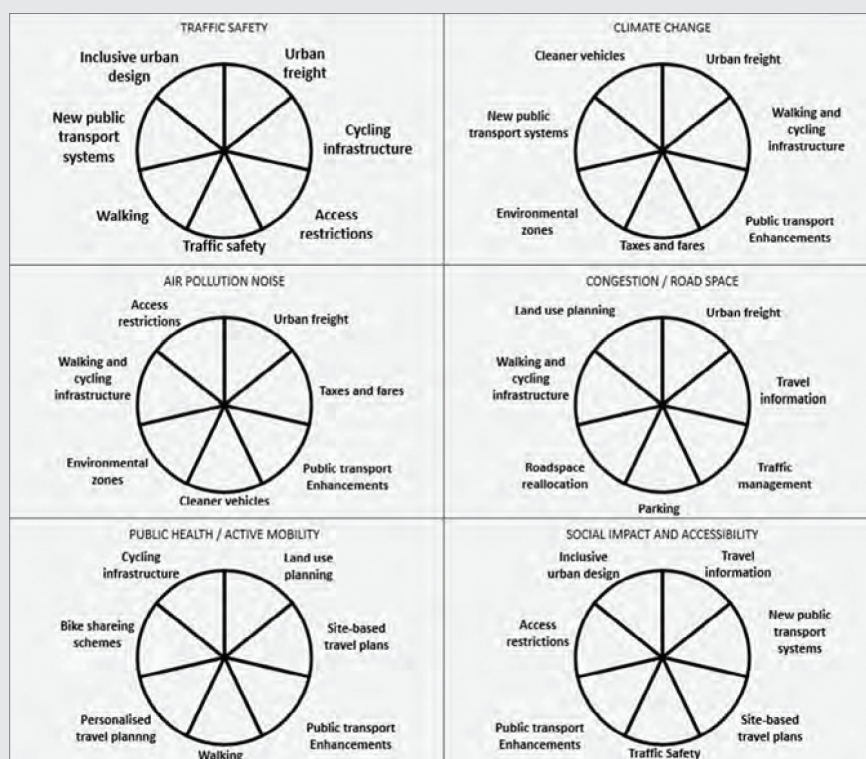 TRAFFIC SAFETY
Inclusive urban
design
Urban
freight
New public
transport
systems
Cycling
infrastructure
Walking
Access
restrictions
Traffic safety
CLIMATE CHANGE
Cleaner vehicles
Urban freight
New public
transport systems
Walking and
cycling
infrastructure
Environmental
zones
Public transport
Enhancements
Taxes and fares
AIR POLLUTION NOISE
Access
restrictions
Urban freight
Walking and
cycling
infrastructure
Taxes and fares
Environmental
zones
Public transport
Enhancements
Cleaner vehicles
CONGESTION / ROAD SPACE
Land use planning
Urban freight
Walking and
cycling
infrastructure
Travel
information
Roadspace
reallocation
Traffic
management
Parking
PUBLIC HEALTH / ACTIVE MOBILITY
Cycling
infrastructure
Land use
planning
Bike shareing
schemes
Site-based
travel plans
Personalised
travel plannng
Public transport
Enhancements
Walking
SOCIAL IMPACT AND ACCESSIBILITY
Inclusive
urban design
Travel
information
Access
restrictions
New public
transport
systems
Public transport
Enhancements
Site-based
travel plans
Traffic Safety